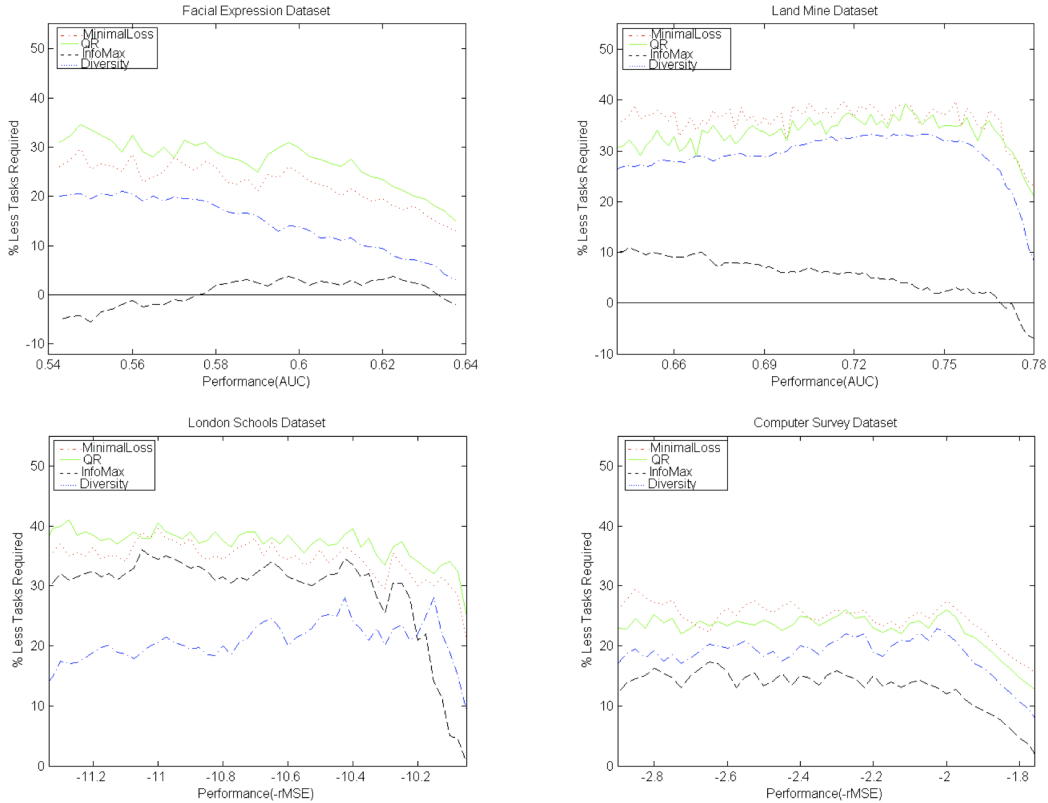 Facial Expression Dataset
50
40
30
20
10
0
-10
% Less Tasks Required
MinimalLoss
QR
InfoMax
Diversity
0.54 0.56 0.58 0.6 0.62 0.64
Performance(AUC)
Land Mine Dataset
50
40
30
20
10
0
-10
% Less Tasks Required
MinimalLoss
QR
InfoMax
Diversity
0.66 0.69 0.72 0.75 0.78
Performance(AUC)
London Schools Dataset
50
40
30
20
10
0
% Less Tasks Required
MinimalLoss
QR
InfoMax
Diversity
-11.2 -11 -10.8 -10.6 -10.4 -10.2
Performance(-rMSE)
Computer Survey Dataset
50
40
30
20
10
0
% Less Tasks Required
MinimalLoss
QR
InfoMax
Diversity
-2.8 -2.6 -2.4 -2.2 -2 -1.8
Performance(-rMSE)